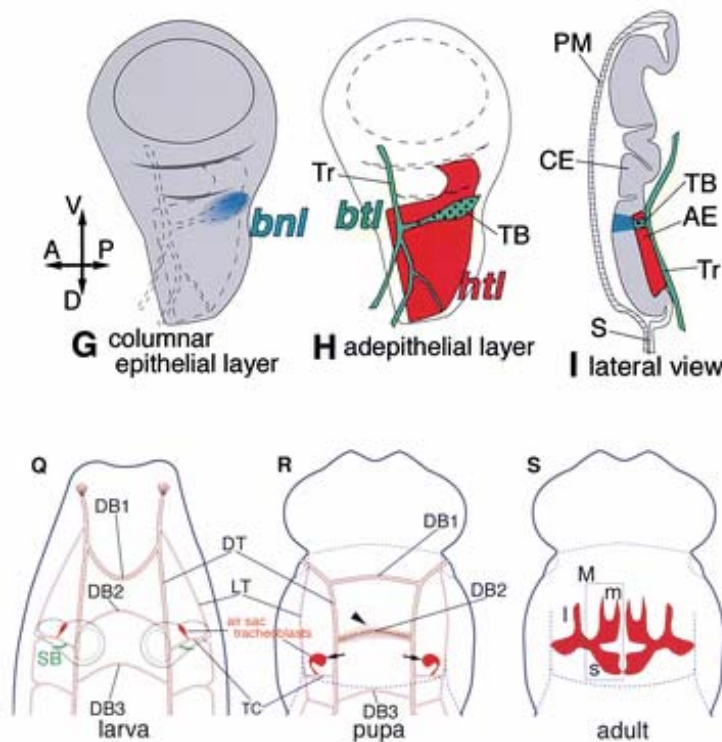 V
A P
D
bnl
G columnar
epithelial layer
Tr
btl
TB
htl
H adepithelial layer
PM
CE
TB
AE
Tr
S
I lateral view
Q
DB1
DB2
SB
DB3
larva
DT
LT
air sac
tracheoblasts
TC
R
DB1
DB2
DB3
pupa
S
M
m
l
s
adult